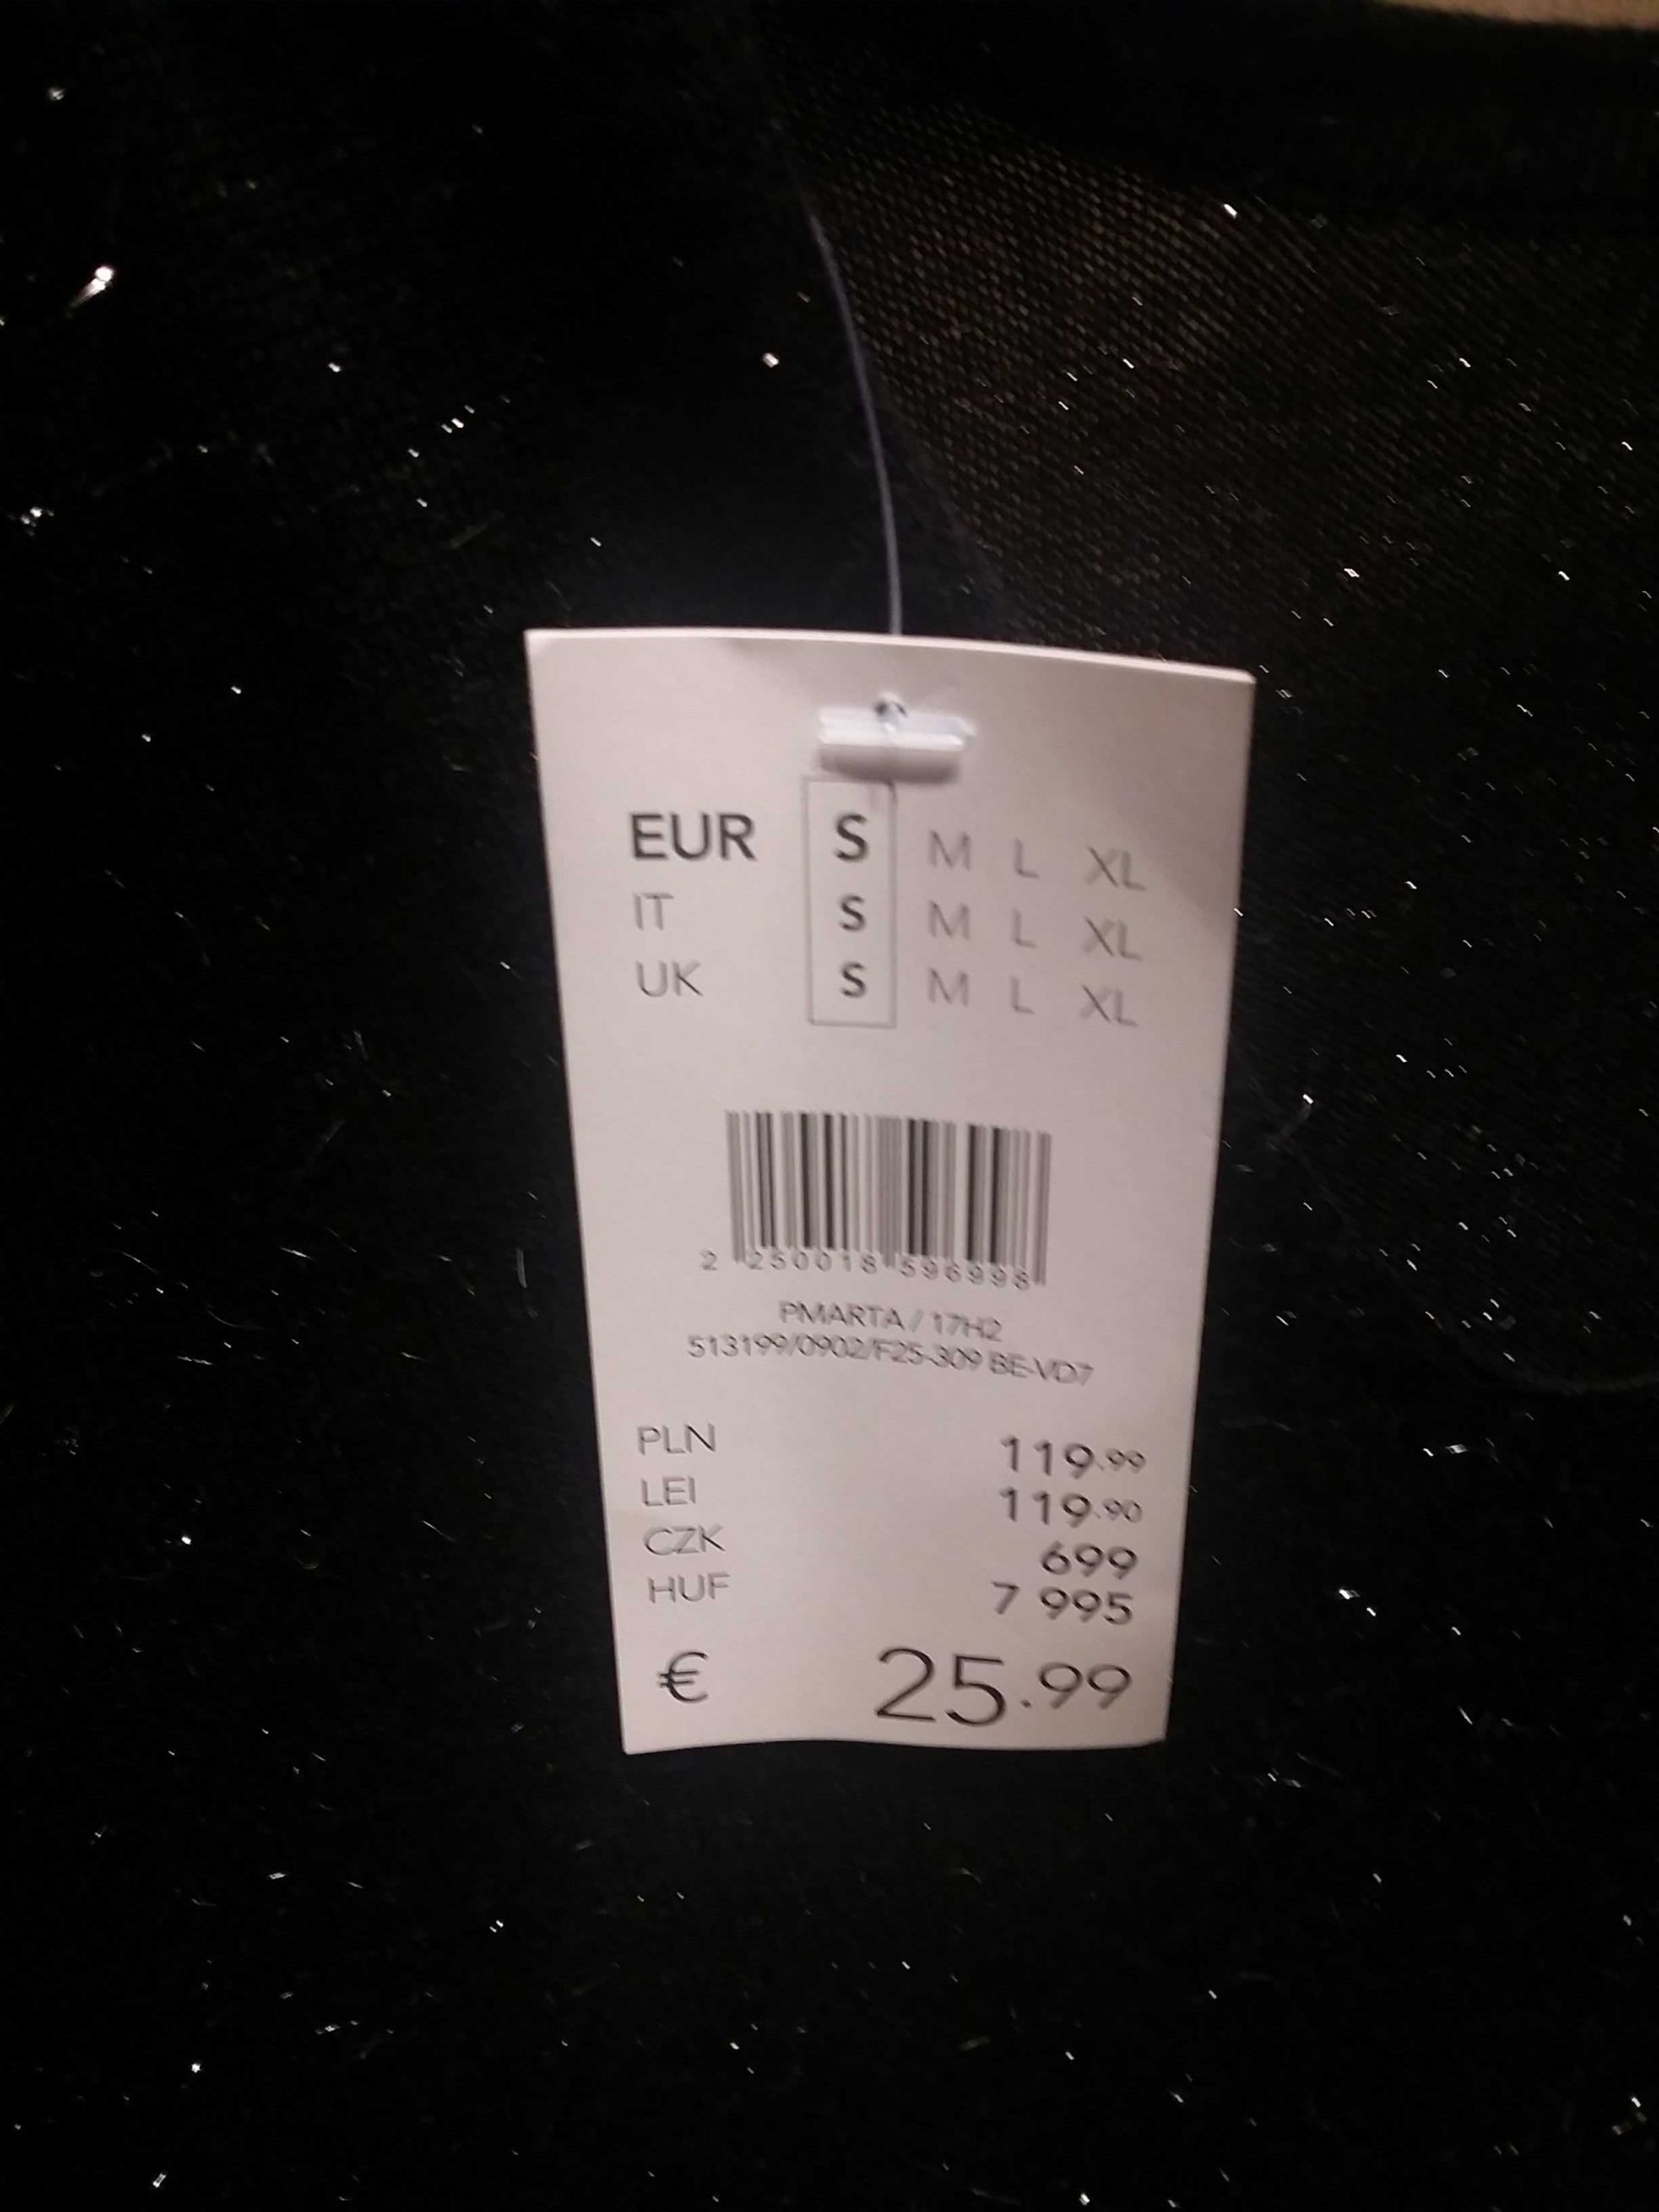 EUR S M L XL
IT S M L XL
UK S M L XL
2 250018 596998
PMARTA / 17H2
513199/0902/F25-309 BE-VD7
PLN 119.99
LEI 119.90
CZK 699
HUF 7 995
€ 25.99